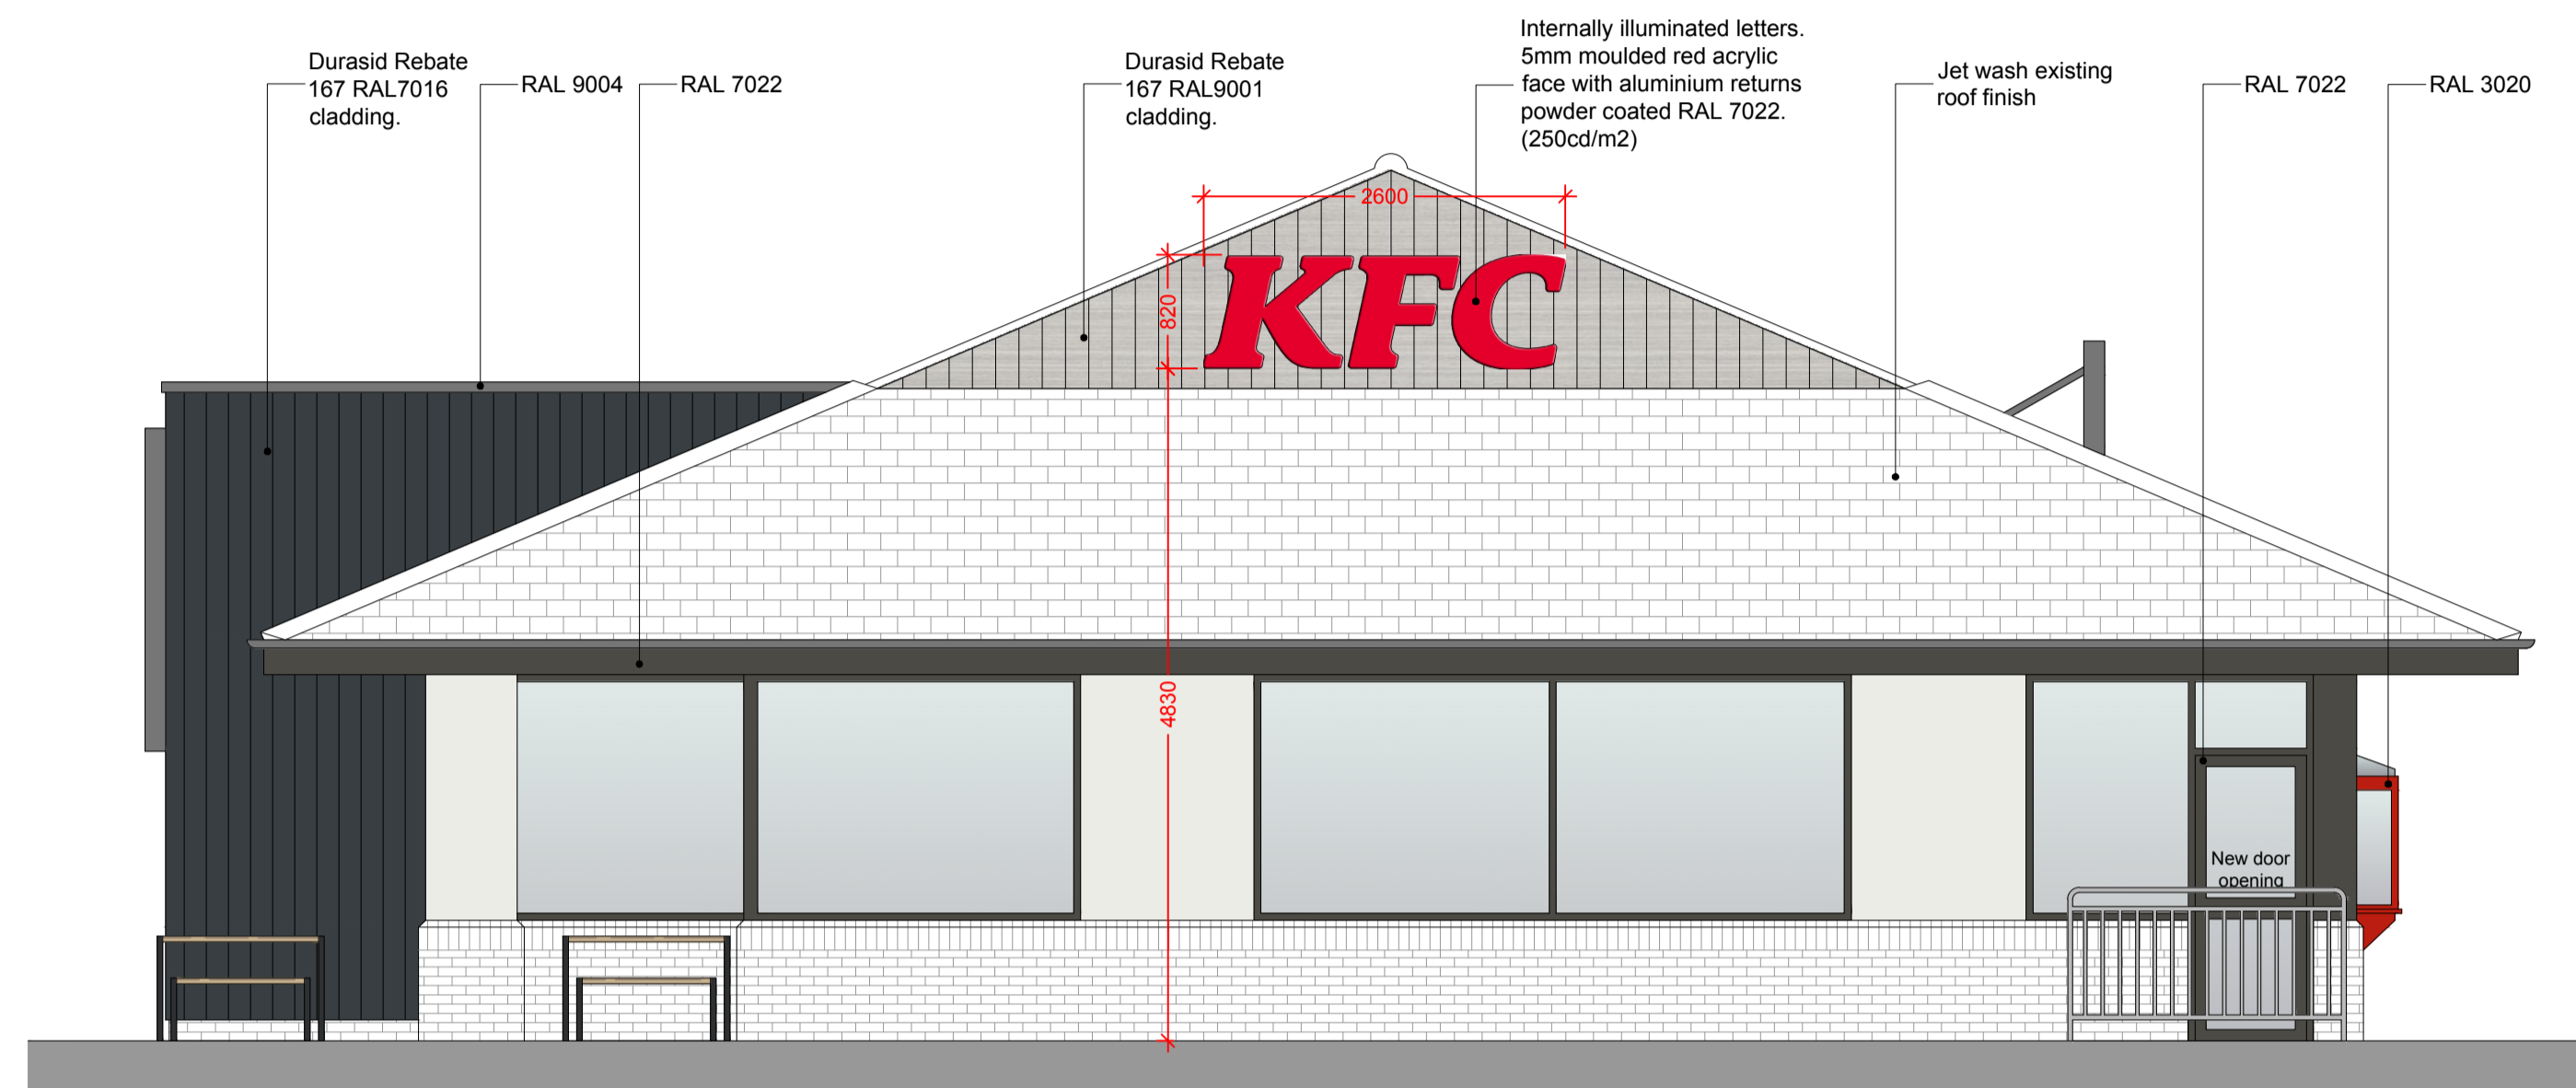 Durasid Rebate
167 RAL7016
cladding.
RAL 9004
RAL 7022
Durasid Rebate
167 RAL9001
cladding.
Internally illuminated letters.
5mm moulded red acrylic
face with aluminium returns
powder coated RAL 7022.
(250cd/m2)
Jet wash existing
roof finish
RAL 7022
RAL 3020
2600
820
KFC
4830
New door
opening